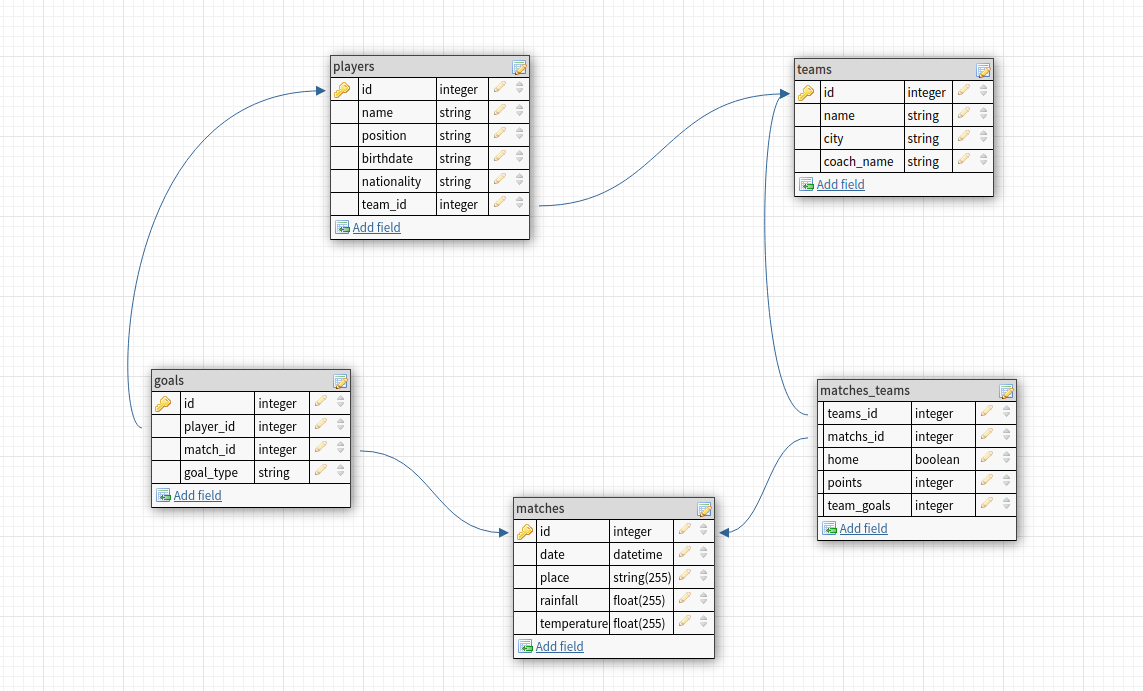 players
id integer
name string
position string
birthdate string
nationality string
team_id integer
Add field
teams
id integer
name string
city string
coach_name string
Add field
goals
id integer
player_id integer
match_id integer
goal_type string
Add field
matches_teams
teams_id integer
matchs_id integer
home boolean
points integer
team_goals integer
Add field
matches
id integer
date datetime
place string(255)
rainfall float(255)
temperature float(255)
Add field